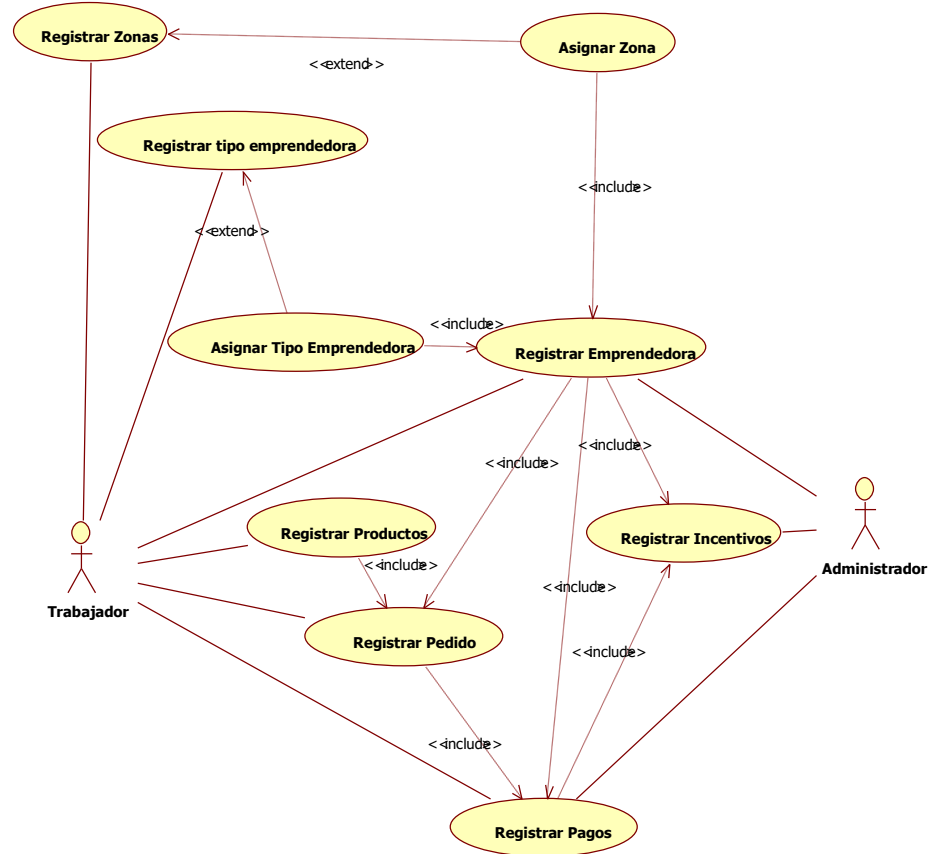 Registrar Zonas
Asignar Zona
<<extend>>
Registrar tipo emprendedora
<<include>>
<<extend>>
<<include>>
Asignar Tipo Emprendedora
Registrar Emprendedora
<<include>>
<<include>>
Registrar Productos
Registrar Incentivos
<<include>>
Administrador
<<include>>
Trabajador
Registrar Pedido
<<include>>
<<include>>
Registrar Pagos